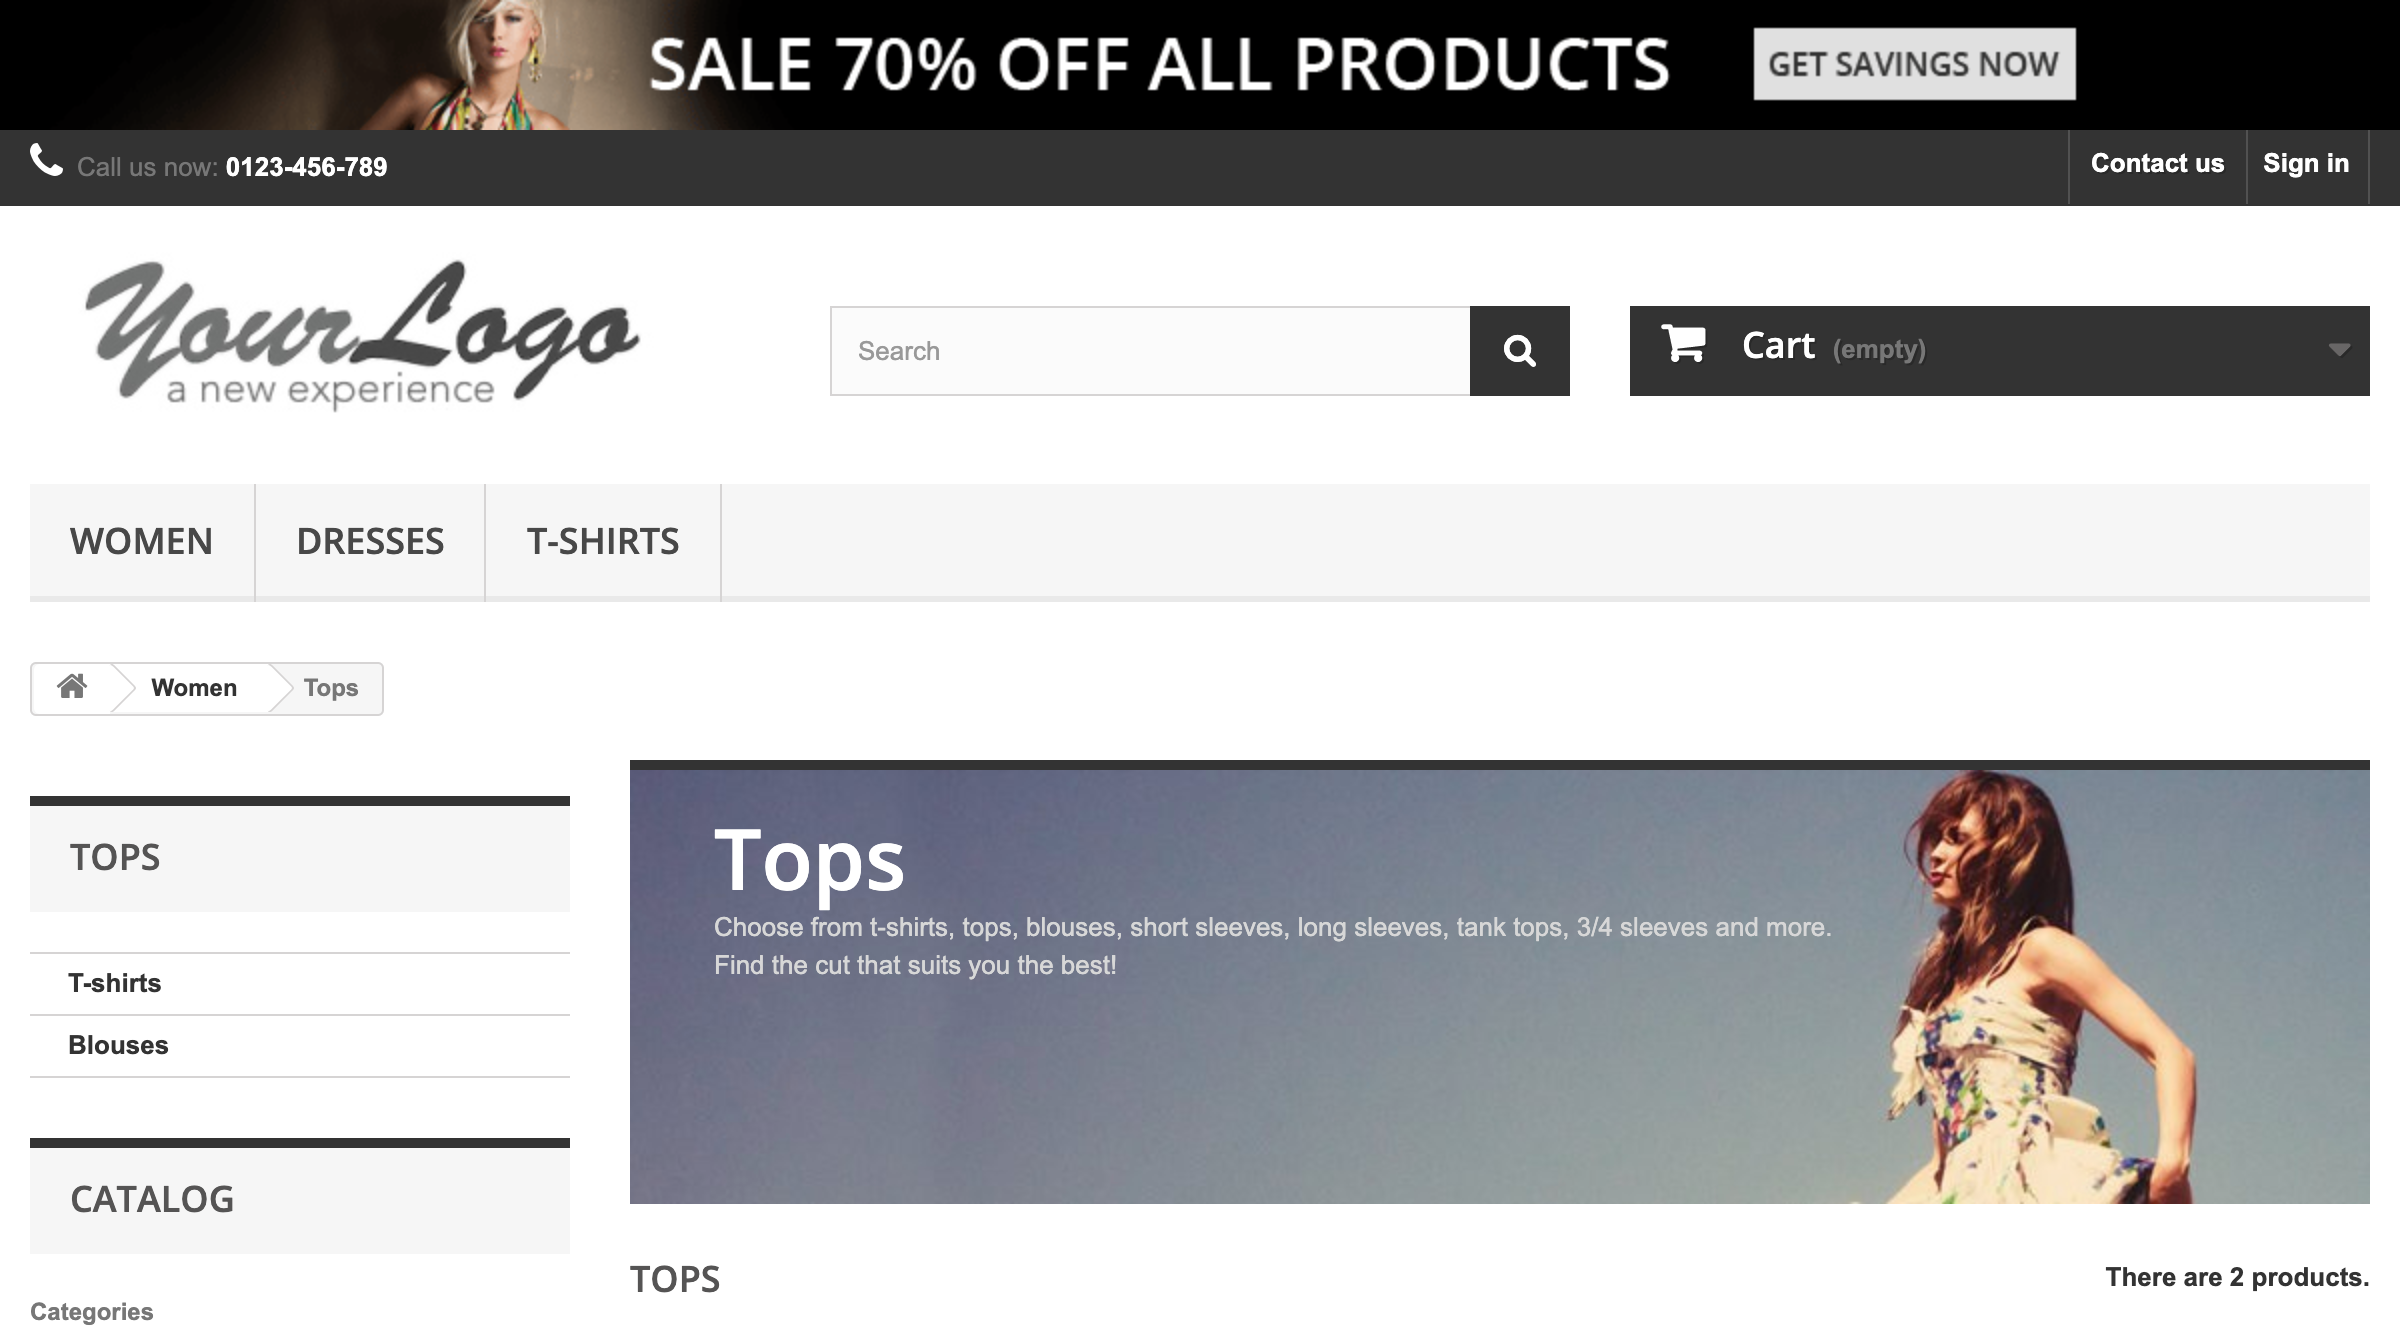 SALE 70% OFF ALL PRODUCTS
GET SAVINGS NOW
Call us now: 0123-456-789
Contact us
Sign in
YourLogo
a new experience
Search
Cart (empty)
WOMEN
DRESSES
T-SHIRTS
Women
Tops
TOPS
T-shirts
Blouses
CATALOG
Categories
Tops
Choose from t-shirts, tops, blouses, short sleeves, long sleeves, tank tops, 3/4 sleeves and more.
Find the cut that suits you the best!
TOPS
There are 2 products.